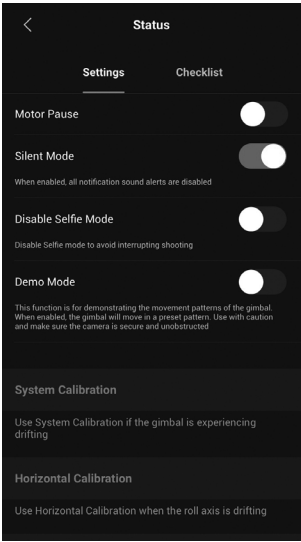 Status
Settings Checklist
Motor Pause
Silent Mode
When enabled, all notification sound alerts are disabled
Disable Selfie Mode
Disable Selfie mode to avoid interrupting shooting
Demo Mode
This function is for demonstrating the movement patterns of the gimbal.
When enabled, the gimbal will move in a preset pattern. Use with caution
and make sure the camera is secure and unobstructed
System Calibration
Use System Calibration if the gimbal is experiencing
drifting
Horizontal Calibration
Use Horizontal Calibration when the roll axis is drifting